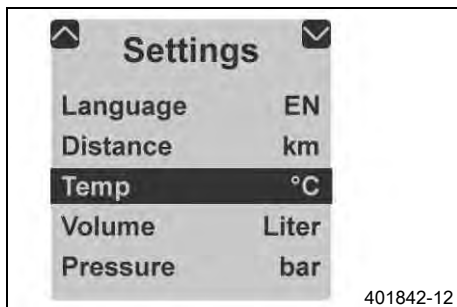 Settings
Language EN
Distance km
Temp °C
Volume Liter
Pressure bar
401842-12